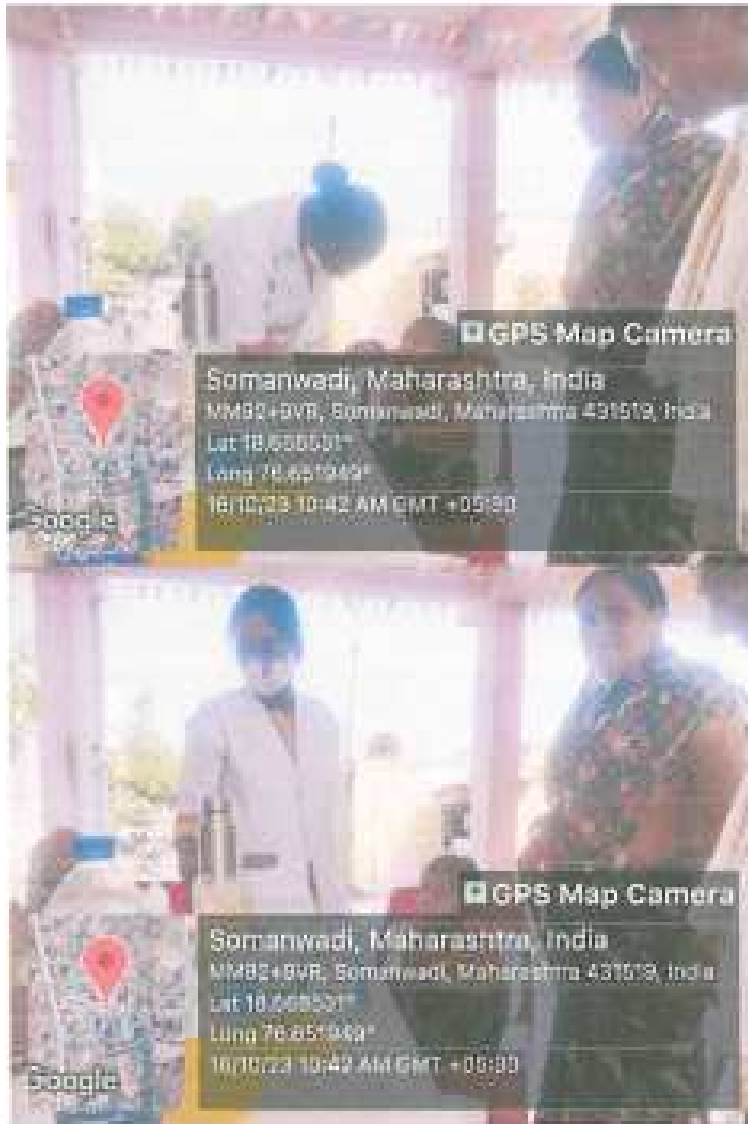 GPS Map Camera
Somanwadi, Maharashtra, India
Somanwadi, Maharashtra 431519, India
Lat
Long
16/10/23 10:42 AM GMT +05:30
Google
GPS Map Camera
Somanwadi, Maharashtra, India
Somanwadi, Maharashtra 431519, India
Lat
Long
16/10/23 10:42 AM GMT +05:30
Google